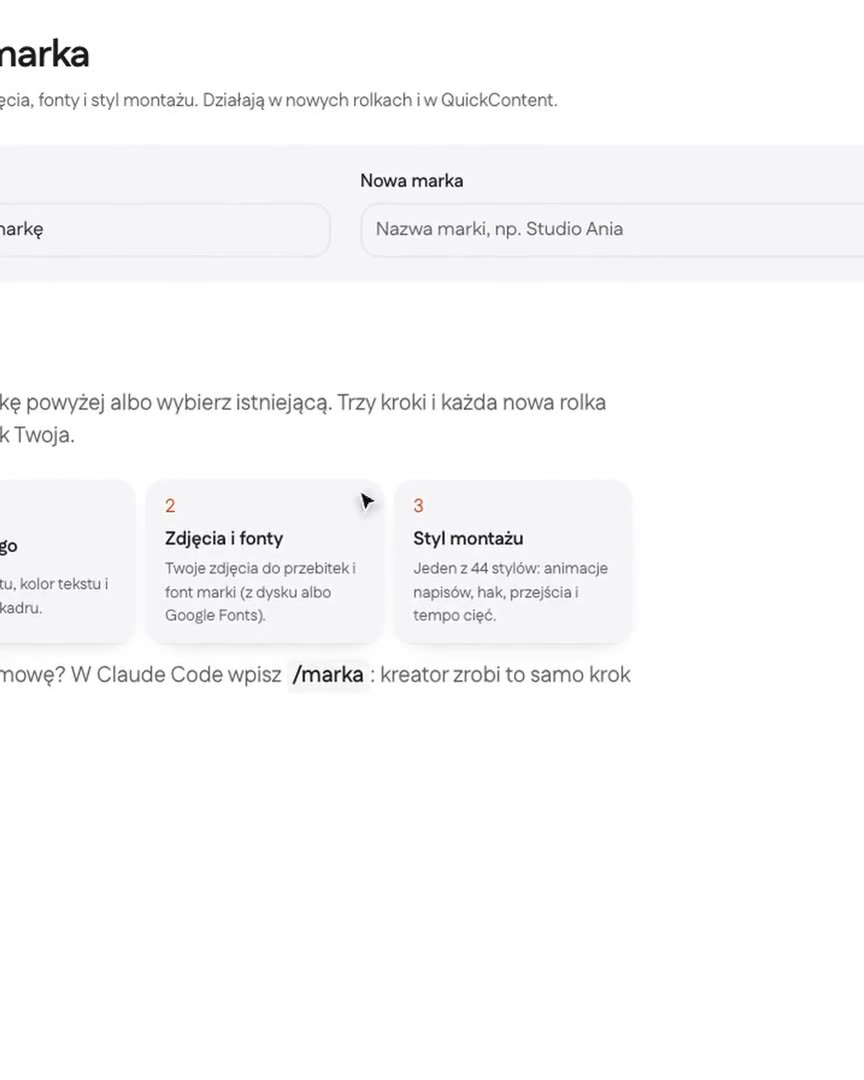 marka
ęcia, fonty i styl montażu. Działają w nowych rolkach i w QuickContent.
Nowa marka
markę
Nazwa marki, np. Studio Ania
kę powyżej albo wybierz istniejącą. Trzy kroki i każda nowa rolka
k Twoja.
2
3
go
Zdjęcia i fonty
Styl montażu
tu, kolor tekstu i
kadru.
Twoje zdjęcia do przebitek i
font marki (z dysku albo
Google Fonts).
Jeden z 44 stylów: animacje
napisów, hak, przejścia i
tempo cięć.
mowę? W Claude Code wpisz /marka : kreator zrobi to samo krok